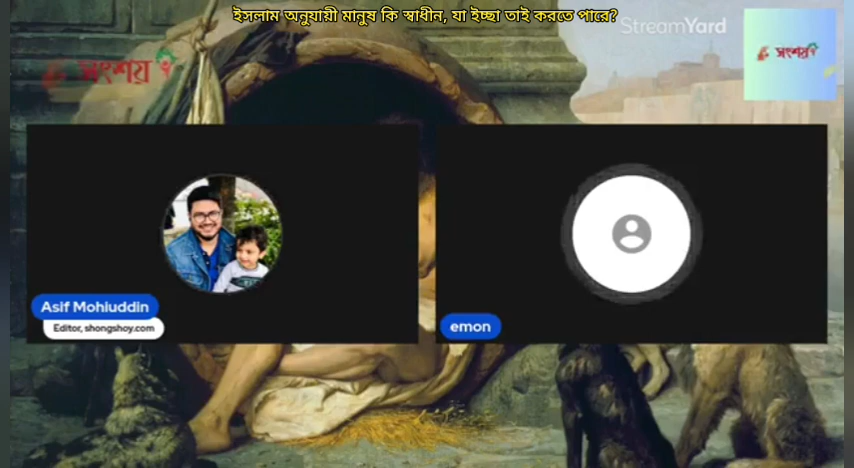 ইসলাম অনুযায়ী মানুষ কি স্বাধীন, যা ইচ্ছা তাই করতে পারে?
StreamYard
সংশয়
সংশয়
Asif Mohiuddin
Editor, shongshoy.com
emon